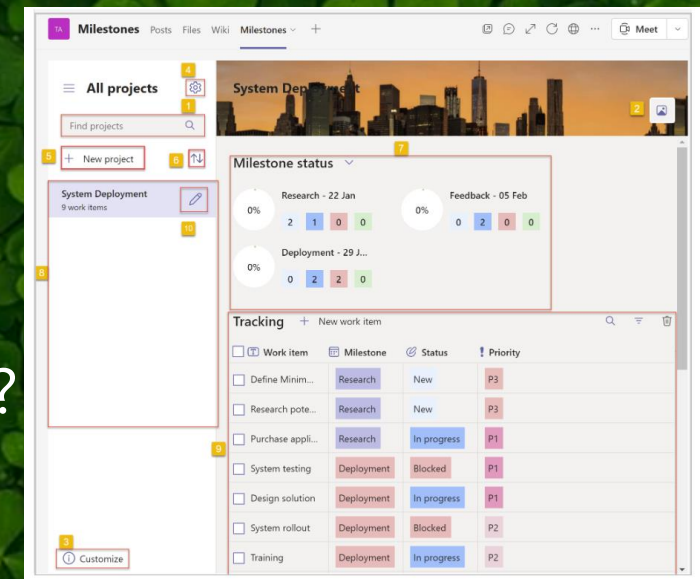 TA Milestones Posts Files Wiki Milestones Meet
4
All projects
System Deployment
1
2
Find projects
5 New project 6
7
Milestone status
System Deployment
9 work items
10
Research - 22 Jan
0%
2 1 0 0
Feedback - 05 Feb
0%
0 2 0 0
Deployment - 29 J...
0%
0 2 2 0
8
Tracking + New work item
Work item Milestone Status Priority
Define Minim... Research New P3
Research pote... Research New P3
?
Purchase appli... Research In progress P1
9
System testing Deployment Blocked P1
Design solution Deployment In progress P1
System rollout Deployment Blocked P2
Training Deployment In progress P2
3
Customize